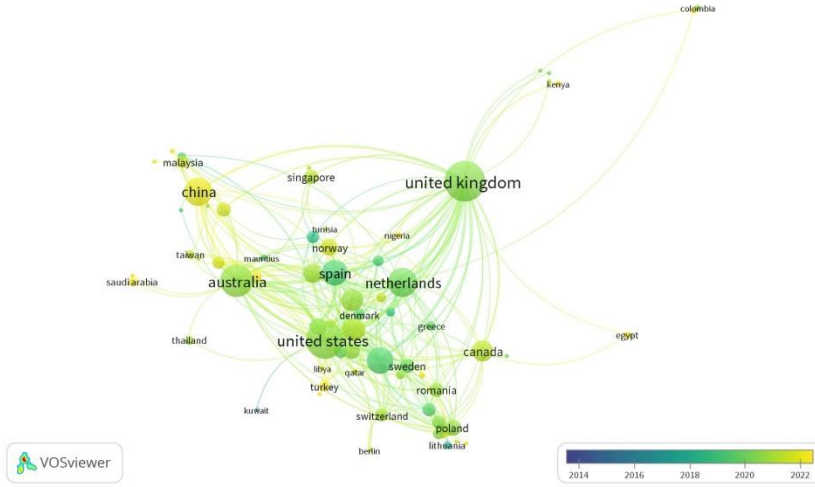 colombia
kenya
malaysia
singapore
united kingdom
china
tunisia
nigeria
norway
taiwan
mauritius
spain
saudi arabia
australia
netherlands
denmark
greece
egypt
thailand
united states
canada
libya
qatar
sweden
turkey
romania
kuwait
switzerland
poland
lithuania
berlin
VOSviewer
2014 2016 2018 2020 2022